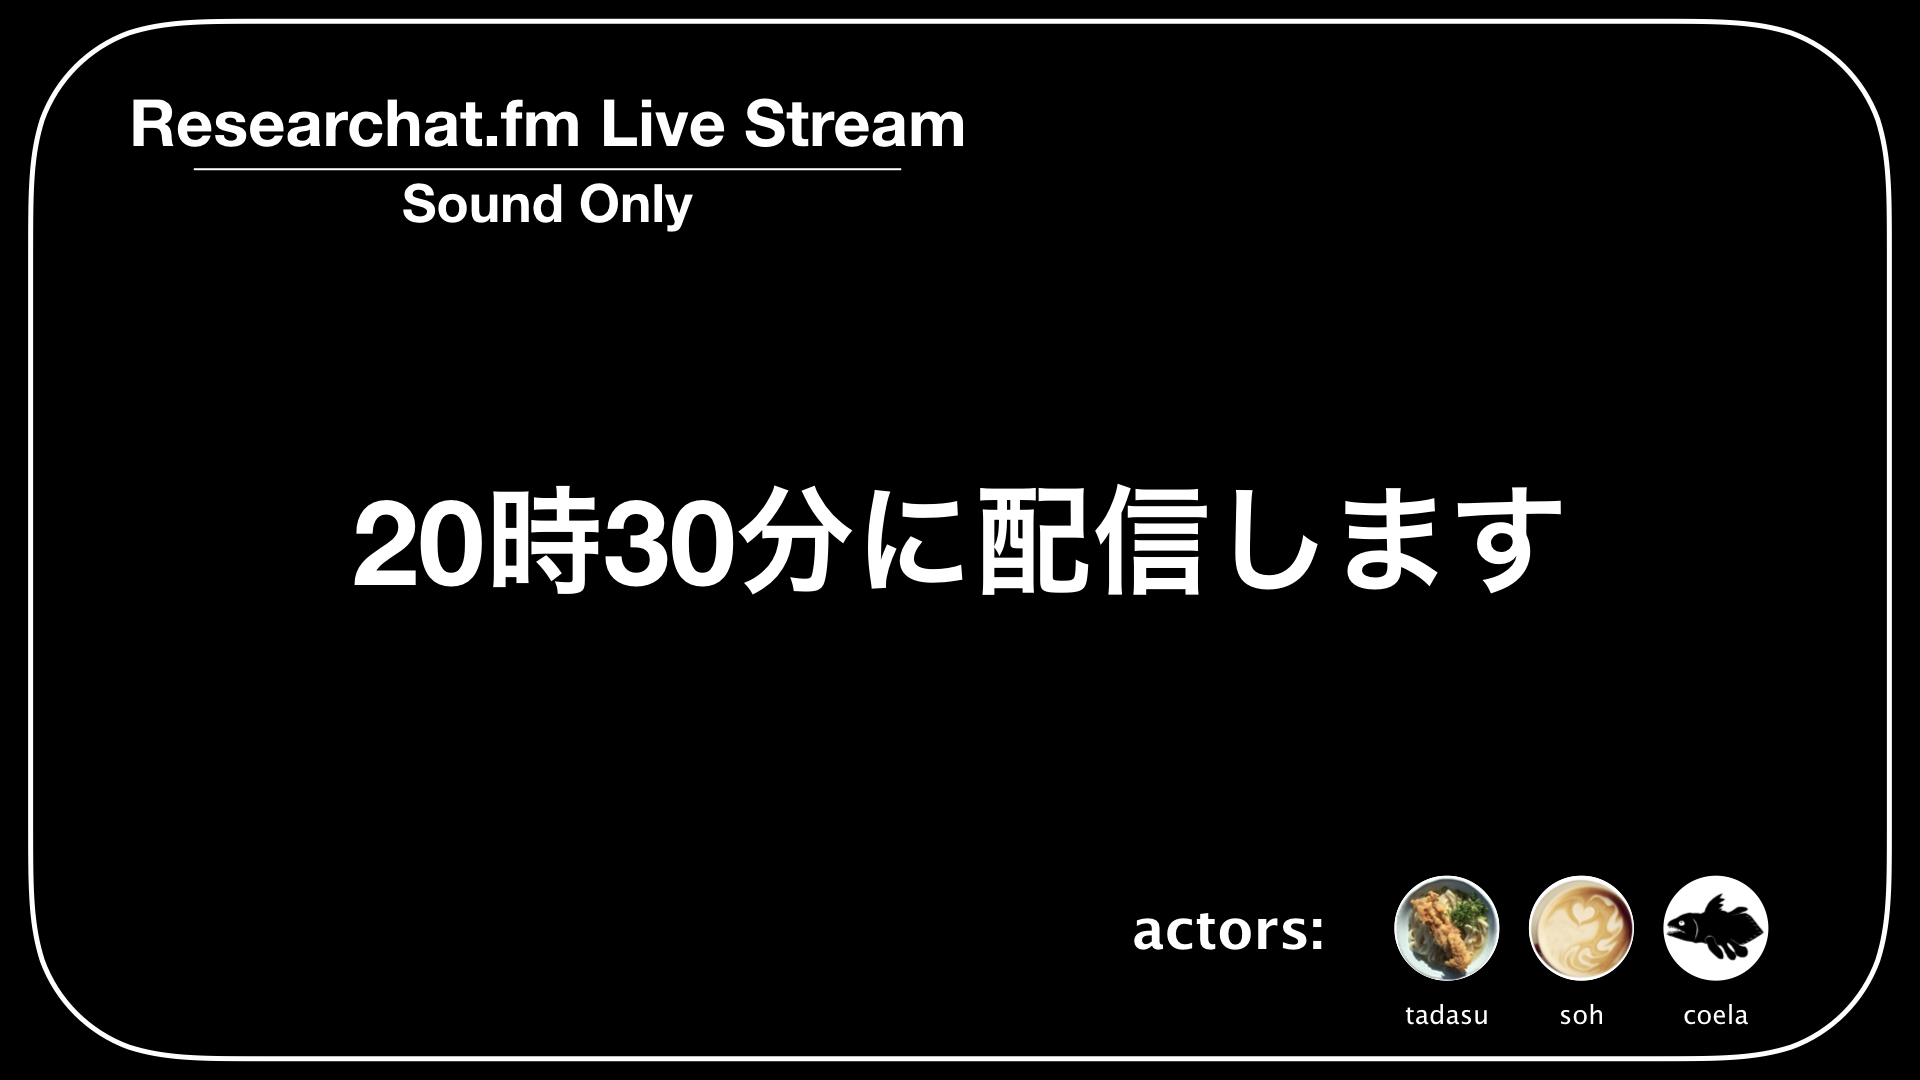 Researchat.fm Live Stream
Sound Only
20時30分に配信します
actors:
tadasu
soh
coela